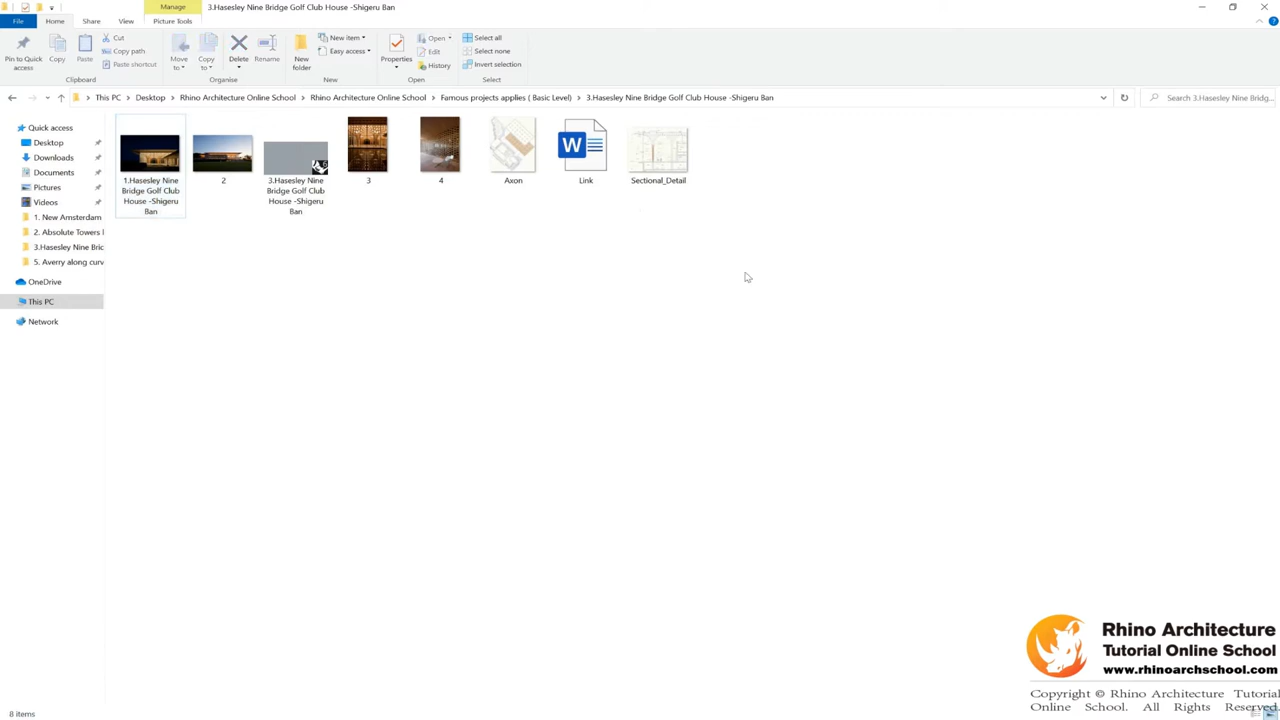 Manage
3.Hasesley Nine Bridge Golf Club House -Shigeru Ban
File
Home
Share
View
Picture Tools
Pin to Quick
access
Copy
Paste
Cut
Copy path
Paste shortcut
Clipboard
Move
to
Copy
to
Delete
Rename
Organise
New
folder
New item
Easy access
New
Properties
Open
Edit
History
Open
Select all
Select none
Invert selection
Select
This PC
Desktop
Rhino Architecture Online School
Rhino Architecture Online School
Famous projects applies ( Basic Level)
3.Hasesley Nine Bridge Golf Club House -Shigeru Ban
Search 3.Hasesley Nine Bridg...
Quick access
Desktop
Downloads
Documents
Pictures
Videos
1. New Amsterdam
2. Absolute Towers
3.Hasesley Nine Bric
5. Averry along curv
OneDrive
This PC
Network
1.Hasesley Nine
Bridge Golf Club
House -Shigeru
Ban
2
3.Hasesley Nine
Bridge Golf Club
House -Shigeru
Ban
3
4
Axon
W
Link
Sectional_Detail
Rhino Architecture
Tutorial Online School
www.rhinoarchschool.com
Copyright © Rhino Architecture Tutorial
Online School. All Rights Reserved.
8 items